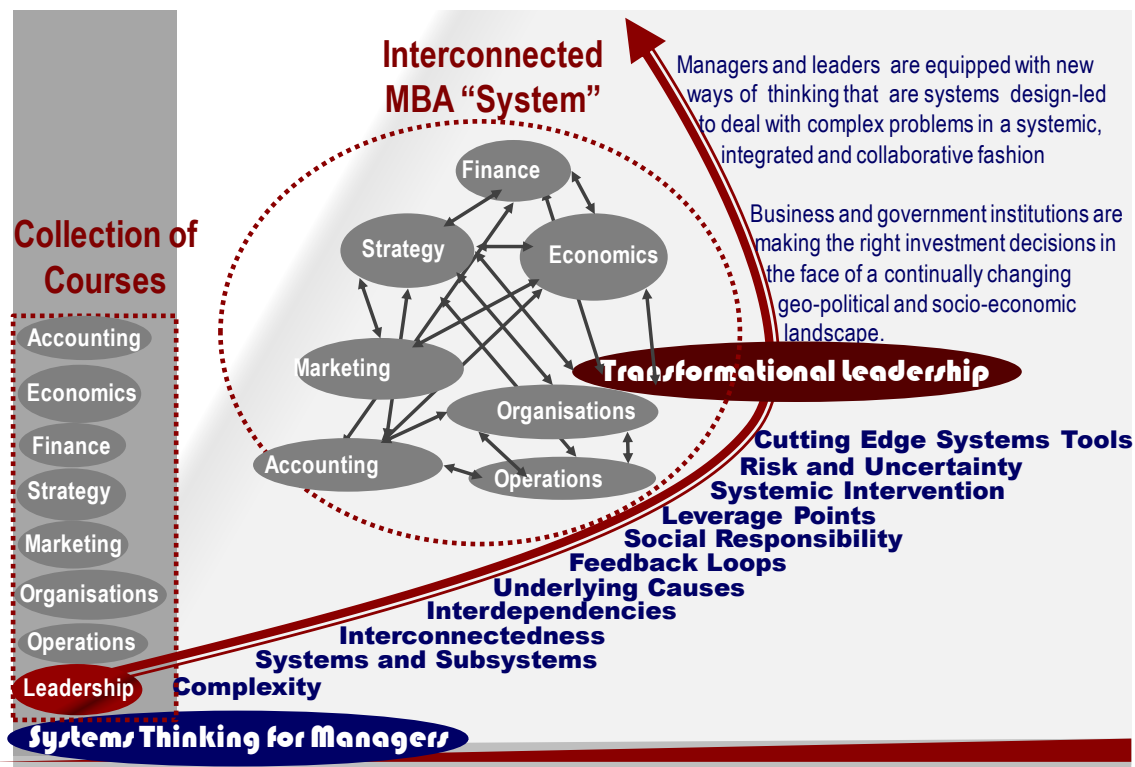 Interconnected
MBA “System”
Managers and leaders are equipped with new
ways of thinking that are systems design-led
to deal with complex problems in a systemic,
integrated and collaborative fashion
Business and government institutions are
making the right investment decisions in
the face of a continually changing
geo-political and socio-economic
landscape.
Collection of
Courses
Accounting
Economics
Finance
Strategy
Marketing
Organisations
Operations
Leadership
Finance
Strategy
Economics
Marketing
Organisations
Accounting
Operations
Transformational Leadership
Cutting Edge Systems Tools
Risk and Uncertainty
Systemic Intervention
Leverage Points
Social Responsibility
Feedback Loops
Underlying Causes
Interdependencies
Interconnectedness
Systems and Subsystems
Complexity
Systems Thinking for Managers